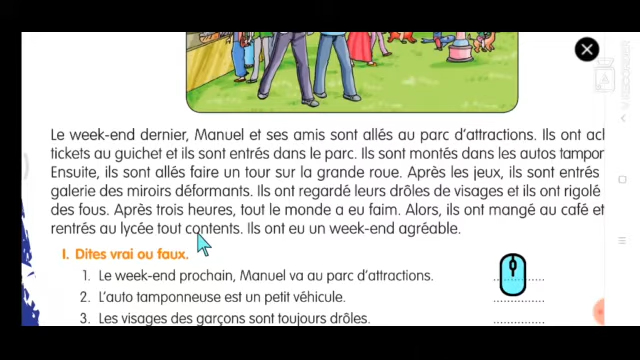 Le week-end dernier, Manuel et ses amis sont allés au parc d'attractions. Ils ont
tickets au guichet et ils sont entrés dans le parc. Ils sont montés dans les autos
Ensuite, ils sont allés faire un tour sur la grande roue. Après les jeux, ils sont entrés
galerie des miroirs déformants. Ils ont regardé leurs drôles de visages et ils ont rigolé
des fous. Après trois heures, tout le monde a eu faim. Alors, ils ont mangé au café et
rentrés au lycée tout contents. Ils ont eu un week-end agréable.
I. Dites vrai ou faux.
1. Le week-end prochain, Manuel va au parc d'attractions. ..............
2. L'auto tamponneuse est un petit véhicule. ..............
3. Les visages des garçons sont toujours drôles. ..............